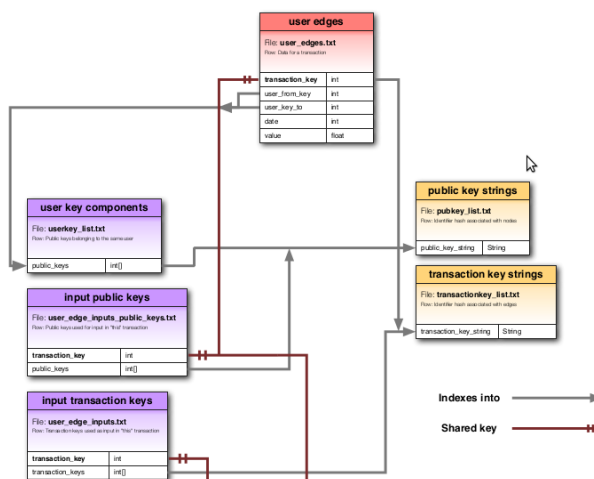 user edges
File: user_edges.txt
Row: Data for a transaction
transaction_key int
user_from_key int
user_key_to int
date int
value float
public key strings
File: pubkey_list.txt
Row: Identifier hash associated with nodes
public_key_string String
user key components
File: userkey_list.txt
Row: Public keys belonging to the same user
public_keys int[]
transaction key strings
File: transactionkey_list.txt
Row: Identifier hash associated with edges
transaction_key_string String
input public keys
File: user_edge_inputs_public_keys.txt
Row: Public keys used for input in "this" transaction
transaction_key int
public_keys int[]
input transaction keys
File: user_edge_inputs.txt
Row: Transaction keys used as input in "this" transaction
transaction_key int
transaction_keys int[]
Indexes into
Shared key